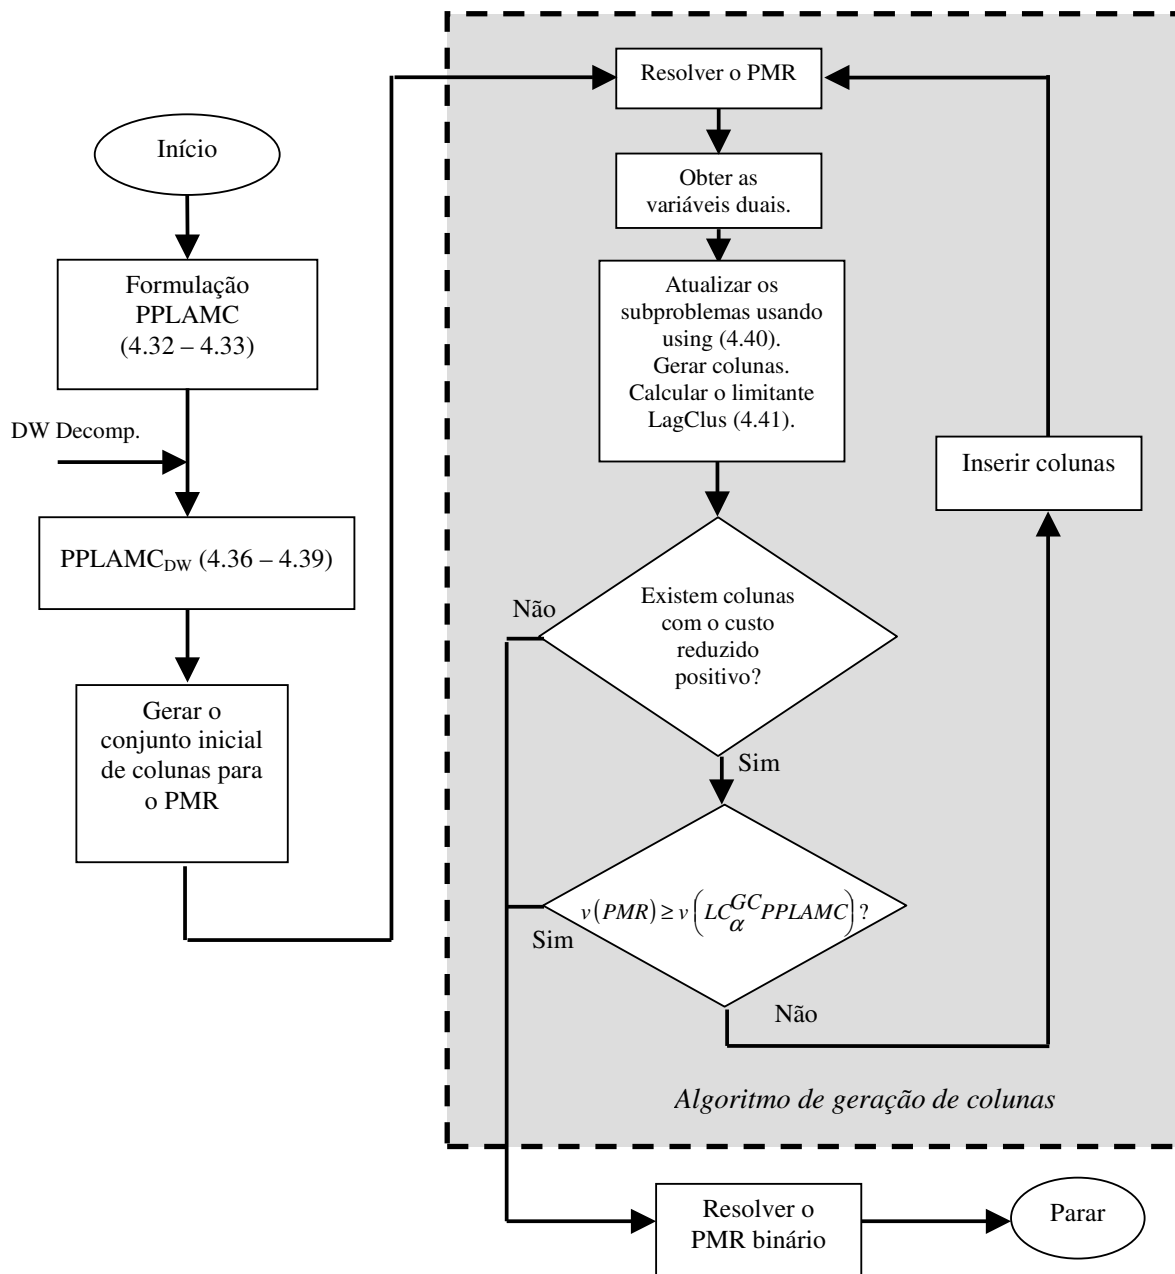 Início
Formulação
PPLAMC
(4.32 – 4.33)
DW Decomp.
PPLAMC_DW (4.36 – 4.39)
Gerar o
conjunto inicial
de colunas para
o PMR
Resolver o PMR
Obter as
variáveis duais.
Atualizar os
subproblemas usando
using (4.40).
Gerar colunas.
Calcular o limitante
LagClus (4.41).
Inserir colunas
Existem colunas
com o custo
reduzido
positivo?
Não
Sim
v(PMR) ≥ v(LC_α^GC PPLAMC)?
Sim
Não
Algoritmo de geração de colunas
Resolver o
PMR binário
Parar